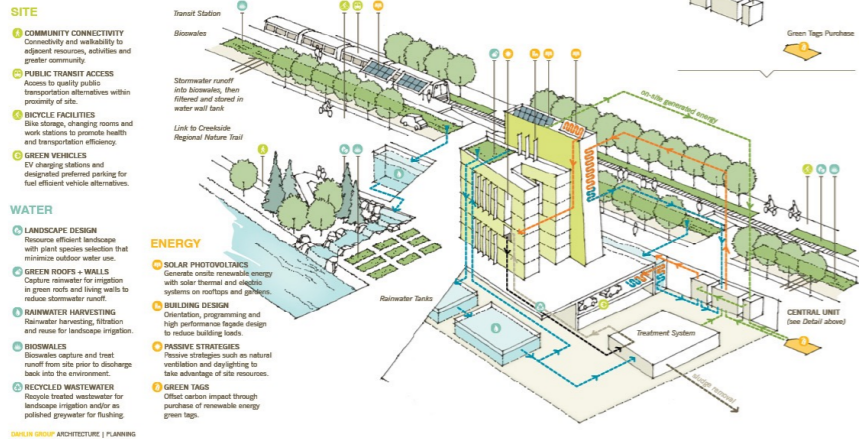 SITE
COMMUNITY CONNECTIVITY
Connectivity and walkability to
adjacent resources, activities and
greater community.
PUBLIC TRANSIT ACCESS
Access to quality public
transportation alternatives within
proximity of site.
BICYCLE FACILITIES
Bike storage, changing rooms and
work stations to promote health
and transportation efficiency.
GREEN VEHICLES
EV charging stations and
designated preferred parking for
fuel efficient vehicle alternatives.
WATER
LANDSCAPE DESIGN
Resource efficient landscape
with plant species selection that
minimize outdoor water use.
GREEN ROOFS + WALLS
Capture rainwater for irrigation
in green roofs and living walls to
reduce stormwater runoff.
RAINWATER HARVESTING
Rainwater harvesting, filtration
and reuse for landscape irrigation.
BIOSWALES
Bioswales capture and treat
runoff from site prior to discharge
back into the environment.
RECYCLED WASTEWATER
Recycle treated wastewater for
landscape irrigation and/or as
polished greywater for flushing.
DAHLIN GROUP ARCHITECTURE | PLANNING
ENERGY
SOLAR PHOTOVOLTAICS
Generate onsite renewable energy
with solar thermal and electric
systems on rooftops and gardens.
BUILDING DESIGN
Orientation, programming and
high performance façade design
to reduce building loads.
PASSIVE STRATEGIES
Passive strategies such as natural
ventilation and daylighting to
take advantage of site resources.
GREEN TAGS
Offset carbon impact through
purchase of renewable energy
green tags.
Transit Station
Bioswales
Stormwater runoff
into bioswales, then
filtered and stored in
water wall tank
Link to Creekside
Regional Nature Trail
Rainwater Tanks
on-site generated energy
Green Tags Purchase
Treatment System
sludge removal
CENTRAL UNIT
(see Detail above)